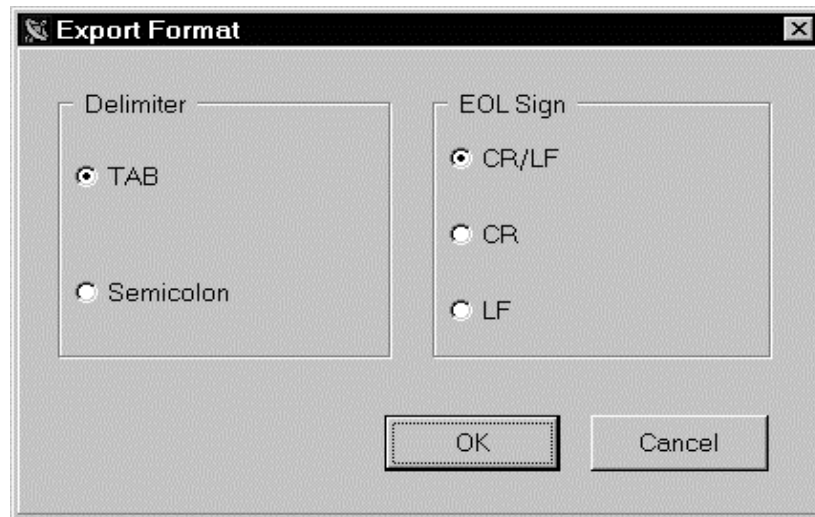 Export Format
Delimiter
TAB
Semicolon
EOL Sign
CR/LF
CR
LF
OK
Cancel